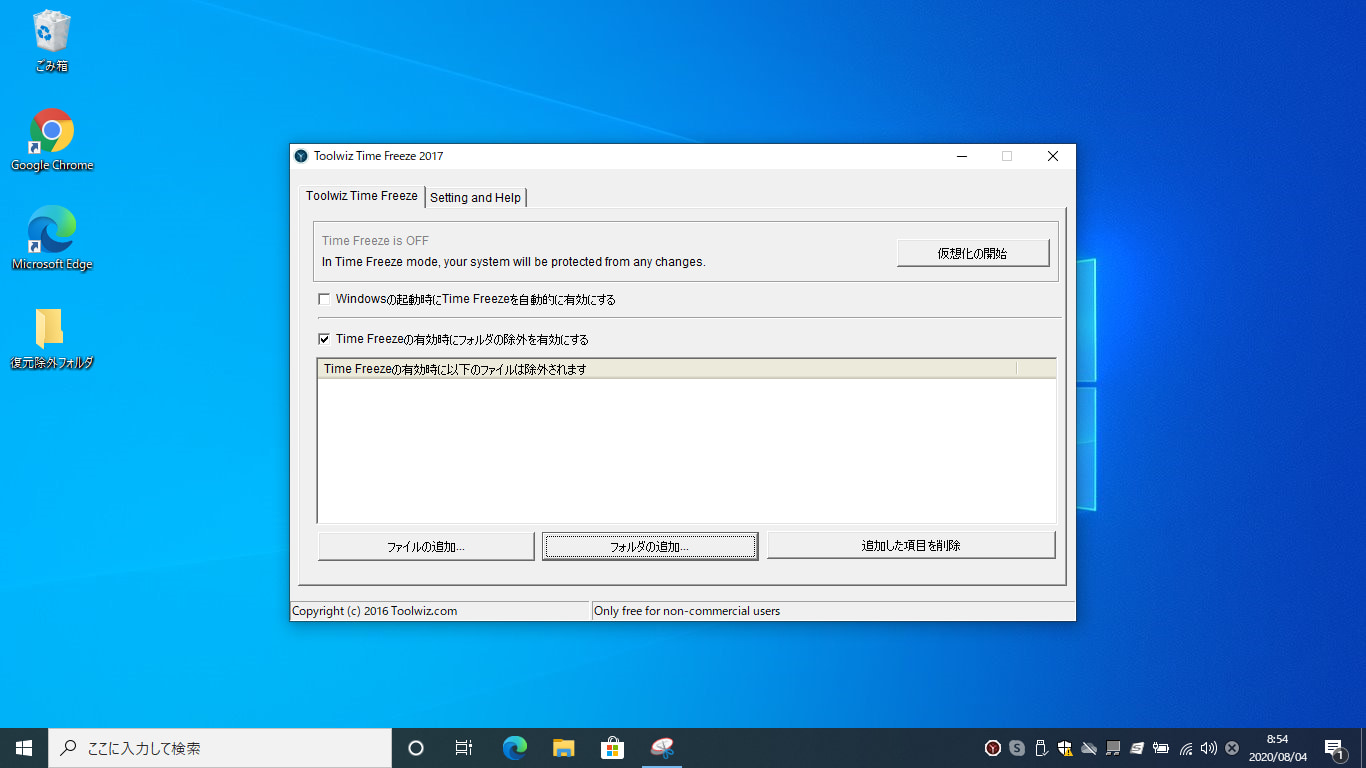 ごみ箱
Google Chrome
Microsoft Edge
復元除外フォルダ
Toolwiz Time Freeze 2017
Toolwiz Time Freeze
Setting and Help
Time Freeze is OFF
In Time Freeze mode, your system will be protected from any changes.
仮想化の開始
Windowsの起動時にTime Freezeを自動的に有効にする
Time Freezeの有効時にフォルダの除外を有効にする
Time Freezeの有効時に以下のファイルは除外されます
ファイルの追加...
フォルダの追加...
追加した項目を削除
Copyright (c) 2016 Toolwiz.com
Only free for non-commercial users
ここに入力して検索
8:54
2020/08/04
1